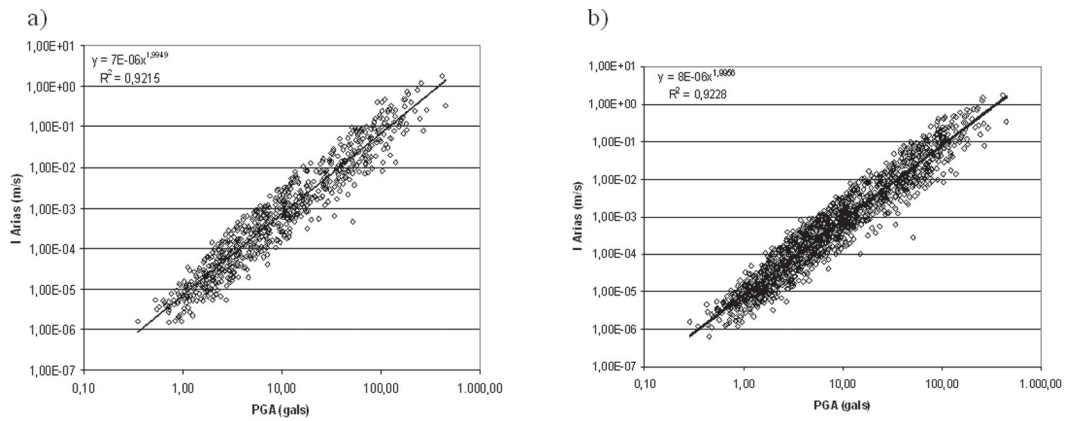 a)
1,00E+01
1,00E+00
1,00E-01
1,00E-02
1,00E-03
1,00E-04
1,00E-05
1,00E-06
1,00E-07
I Arias (m/s)
y = 7E-06x^1,9949
R² = 0,9215
0,10 1,00 10,00 100,00 1.000,00
PGA (gals)
b)
1,00E+01
1,00E+00
1,00E-01
1,00E-02
1,00E-03
1,00E-04
1,00E-05
1,00E-06
1,00E-07
I Arias (m/s)
y = 8E-06x^1,9956
R² = 0,9228
0,10 1,00 10,00 100,00 1.000,00
PGA (gals)